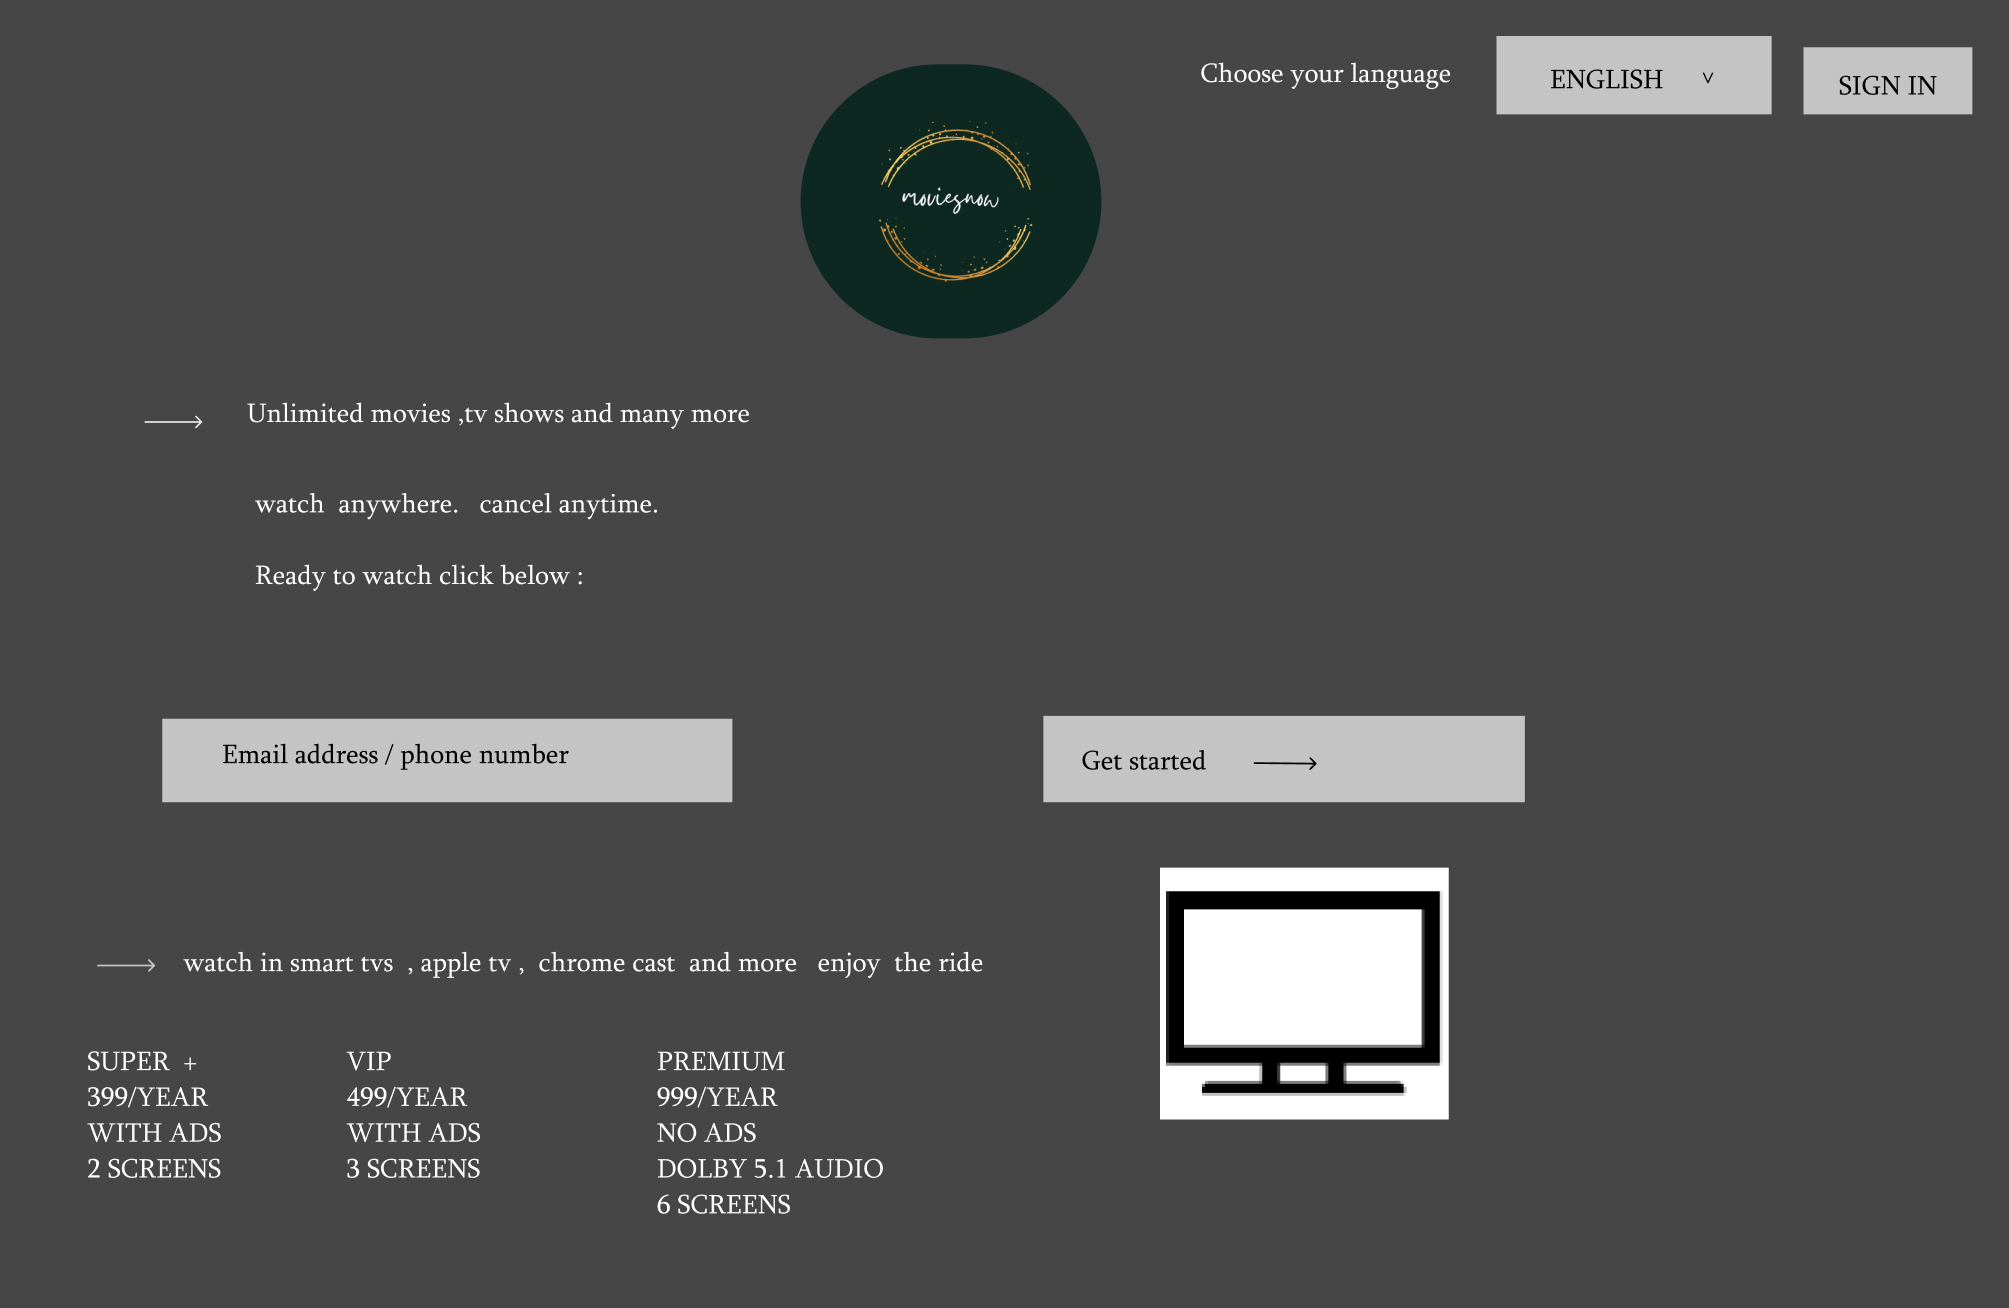 Choose your language
ENGLISH v
SIGN IN
moviesnow
Unlimited movies ,tv shows and many more
watch anywhere. cancel anytime.
Ready to watch click below :
Email address / phone number
Get started
watch in smart tvs , apple tv , chrome cast and more enjoy the ride
SUPER +
399/YEAR
WITH ADS
2 SCREENS
VIP
499/YEAR
WITH ADS
3 SCREENS
PREMIUM
999/YEAR
NO ADS
DOLBY 5.1 AUDIO
6 SCREENS